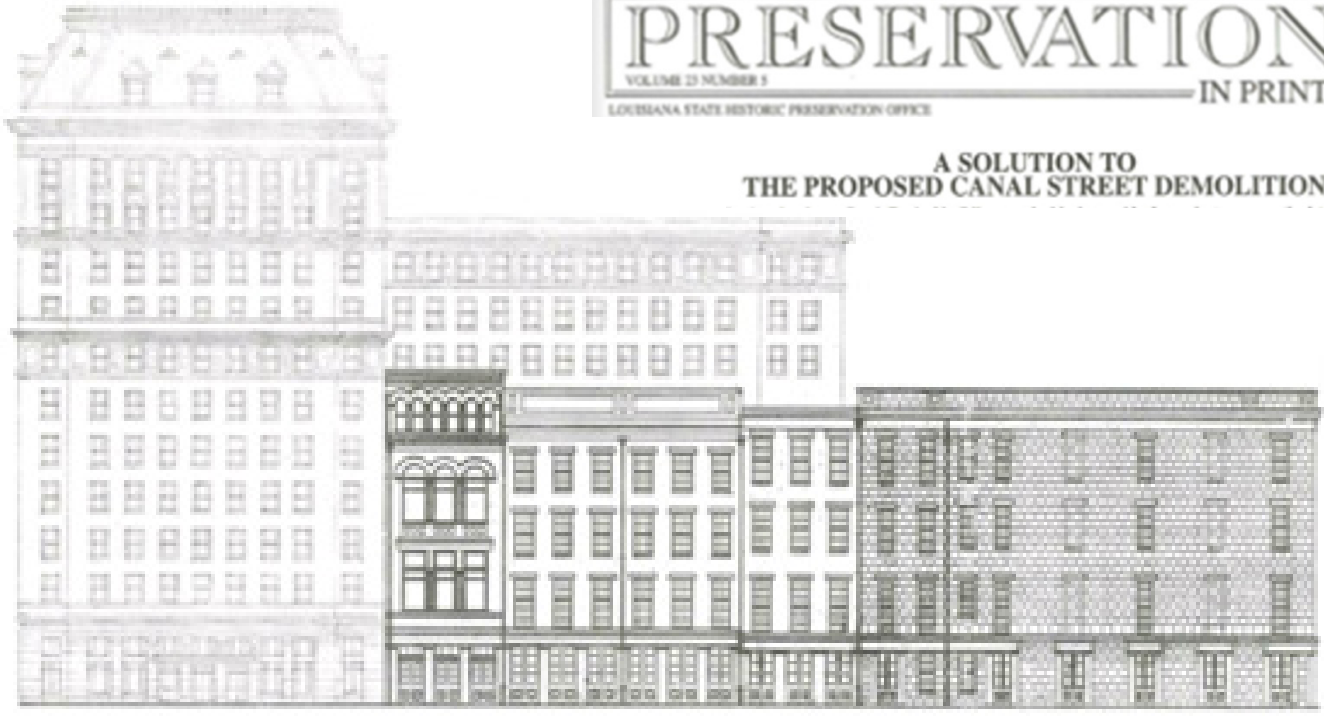 PRESERVATION
VOLUME 23 NUMBER 5
IN PRINT
LOUISIANA STATE HISTORIC PRESERVATION OFFICE
A SOLUTION TO
THE PROPOSED CANAL STREET DEMOLITION